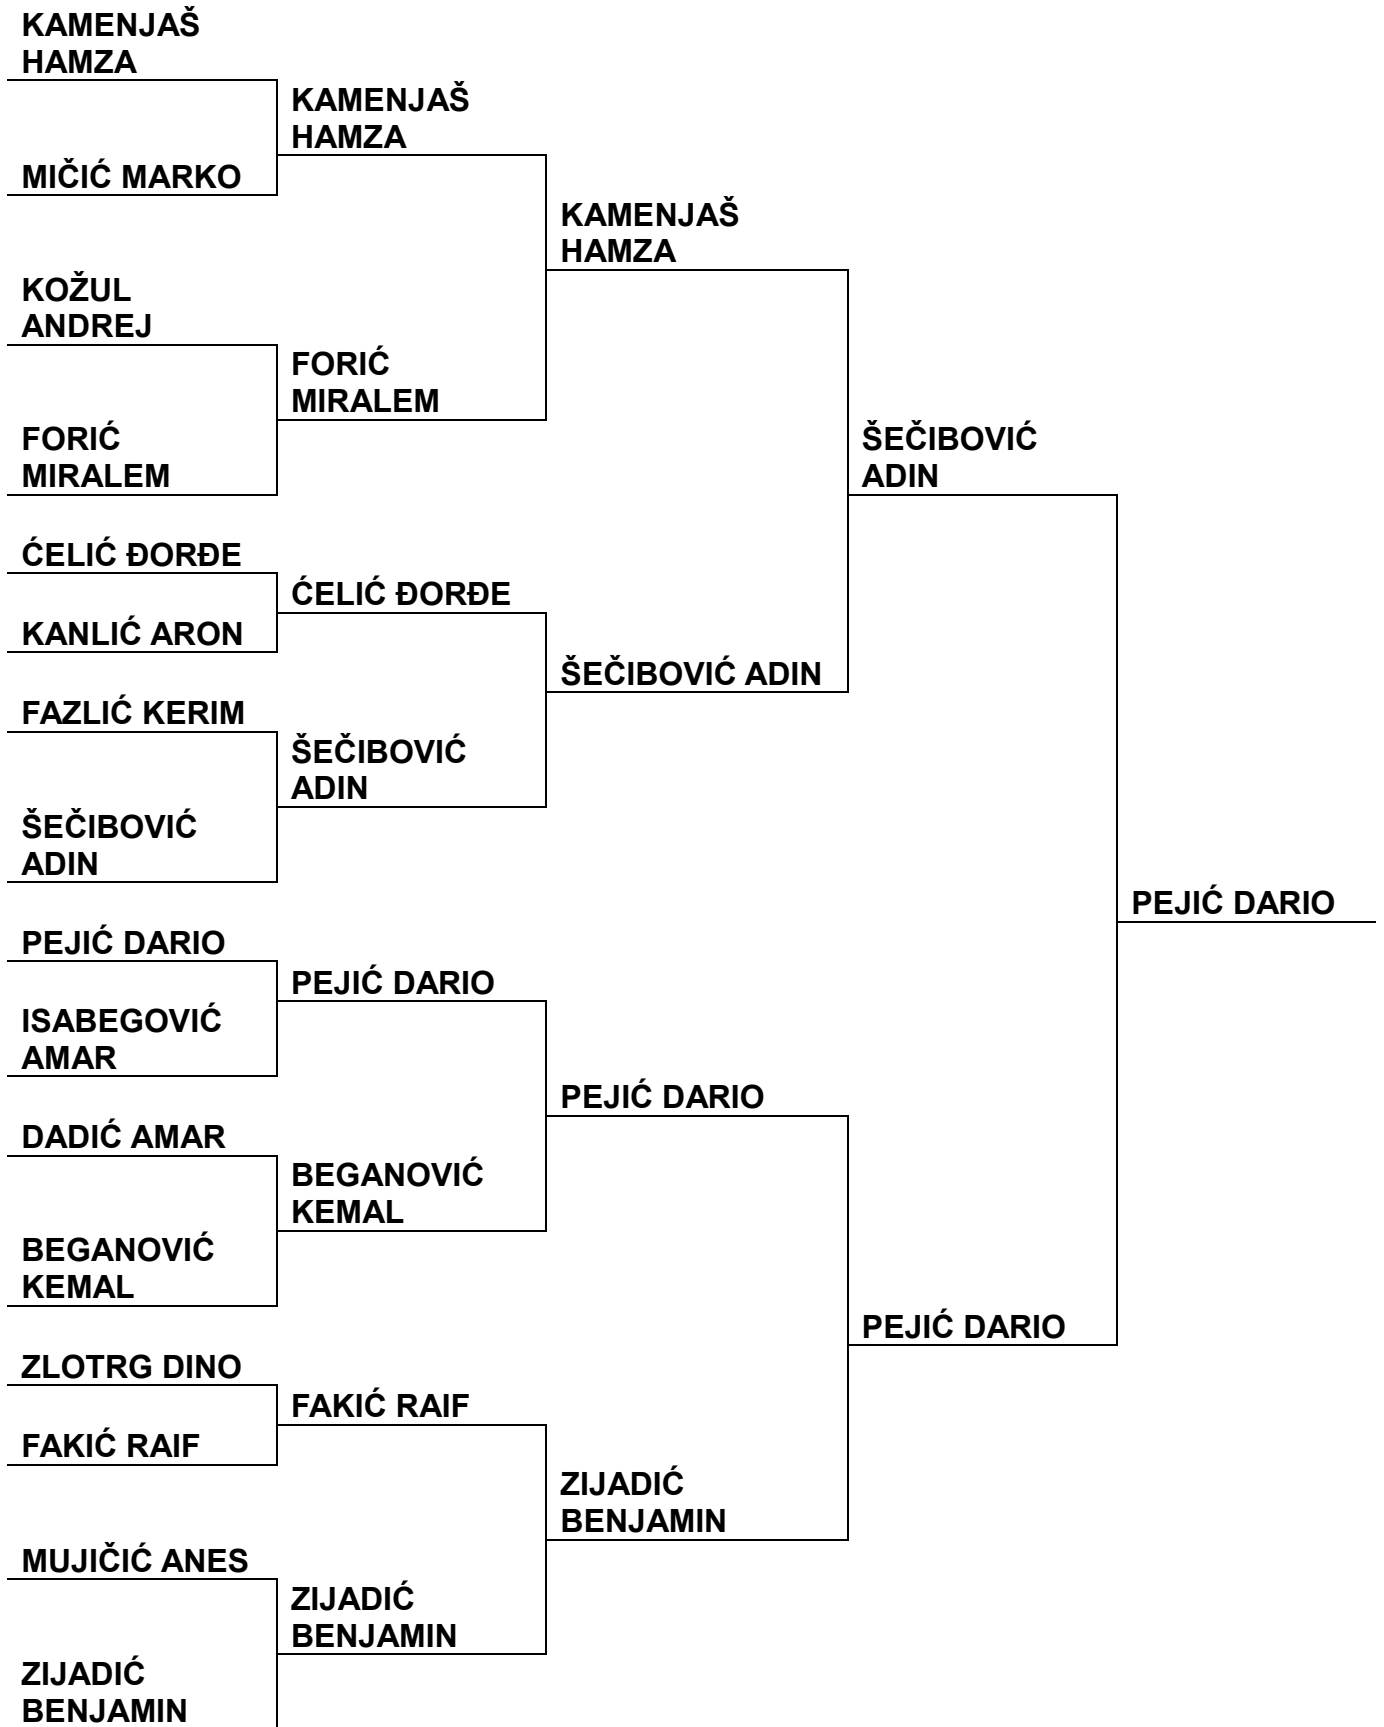 KAMENJAŠ
HAMZA
KAMENJAŠ
HAMZA
MIČIĆ MARKO
KAMENJAŠ
HAMZA
KOŽUL
ANDREJ
FORIĆ
MIRALEM
FORIĆ
MIRALEM
ŠEČIBOVIĆ
ADIN
ĆELIĆ ĐORĐE
ĆELIĆ ĐORĐE
KANLIĆ ARON
ŠEČIBOVIĆ ADIN
FAZLIĆ KERIM
ŠEČIBOVIĆ
ADIN
ŠEČIBOVIĆ
ADIN
PEJIĆ DARIO
PEJIĆ DARIO
PEJIĆ DARIO
ISABEGOVIĆ
AMAR
PEJIĆ DARIO
DADIĆ AMAR
BEGANOVIĆ
KEMAL
BEGANOVIĆ
KEMAL
PEJIĆ DARIO
ZLOTRG DINO
FAKIĆ RAIF
FAKIĆ RAIF
ZIJADIĆ
BENJAMIN
MUJIČIĆ ANES
ZIJADIĆ
BENJAMIN
ZIJADIĆ
BENJAMIN